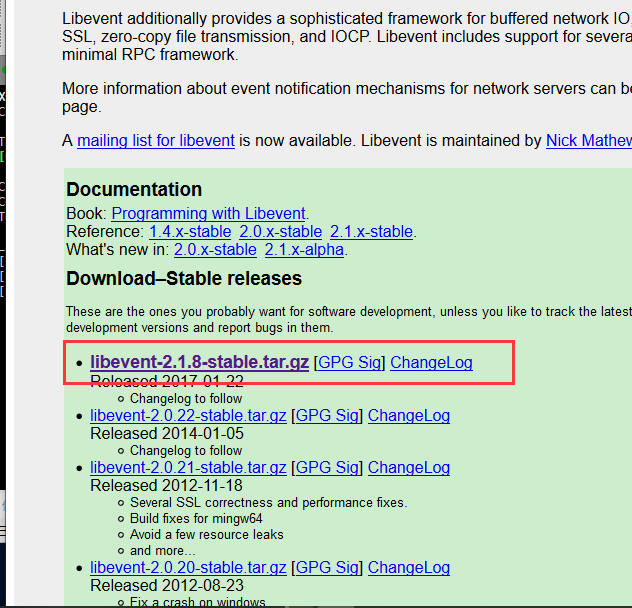 Libevent additionally provides a sophisticated framework for buffered network IO,
SSL, zero-copy file transmission, and IOCP. Libevent includes support for severa
minimal RPC framework.
More information about event notification mechanisms for network servers can be
page.
A mailing list for libevent is now available. Libevent is maintained by Nick Mathew
Documentation
Book: Programming with Libevent.
Reference: 1.4.x-stable 2.0.x-stable 2.1.x-stable.
What's new in: 2.0.x-stable 2.1.x-alpha.
Download–Stable releases
These are the ones you probably want for software development, unless you like to track the latest
development versions and report bugs in them.
libevent-2.1.8-stable.tar.gz [GPG Sig] ChangeLog
Released 2017-01-22
Changelog to follow
libevent-2.0.22-stable.tar.gz [GPG Sig] ChangeLog
Released 2014-01-05
Changelog to follow
libevent-2.0.21-stable.tar.gz [GPG Sig] ChangeLog
Released 2012-11-18
Several SSL correctness and performance fixes.
Build fixes for mingw64
Avoid a few resource leaks
and more...
libevent-2.0.20-stable.tar.gz [GPG Sig] ChangeLog
Released 2012-08-23
Fix a crash on windows